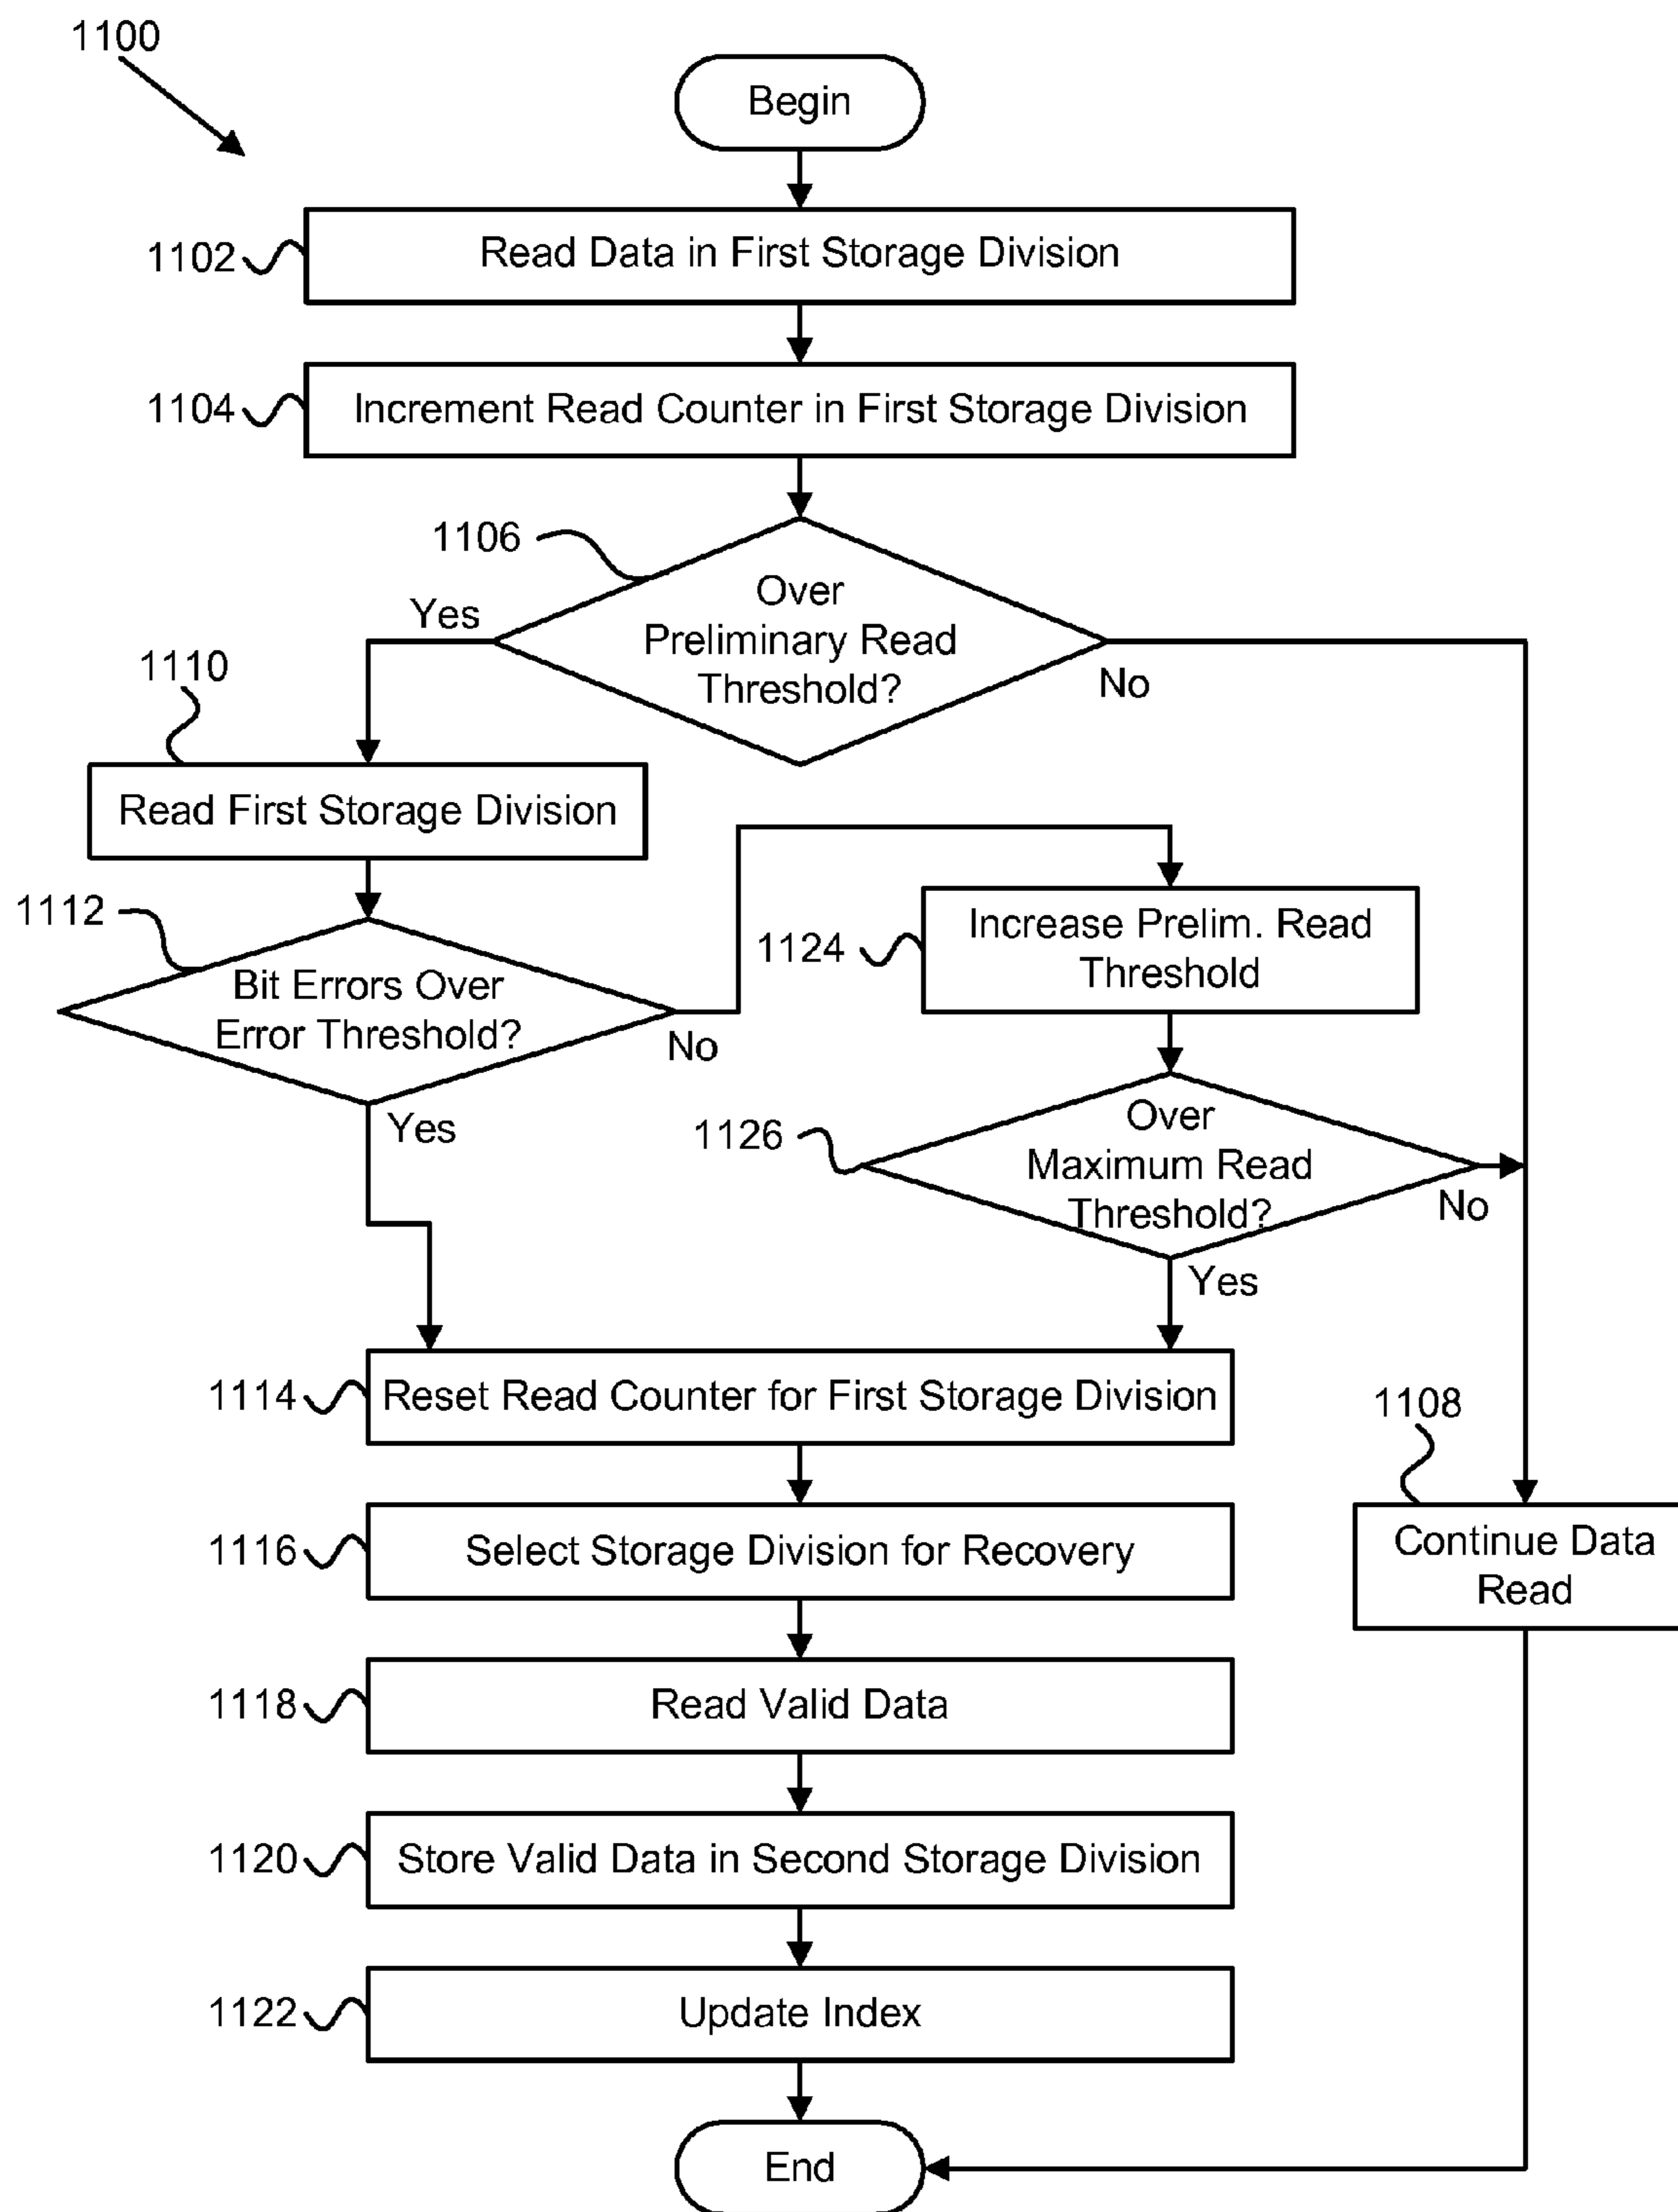 1100
Begin
1102
Read Data in First Storage Division
1104
Increment Read Counter in First Storage Division
1106
Over
Preliminary Read
Threshold?
Yes
No
1110
Read First Storage Division
1112
Bit Errors Over
Error Threshold?
No
Yes
1124
Increase Prelim. Read
Threshold
1126
Over
Maximum Read
Threshold?
No
Yes
1114
Reset Read Counter for First Storage Division
1108
Continue Data
Read
1116
Select Storage Division for Recovery
1118
Read Valid Data
1120
Store Valid Data in Second Storage Division
1122
Update Index
End